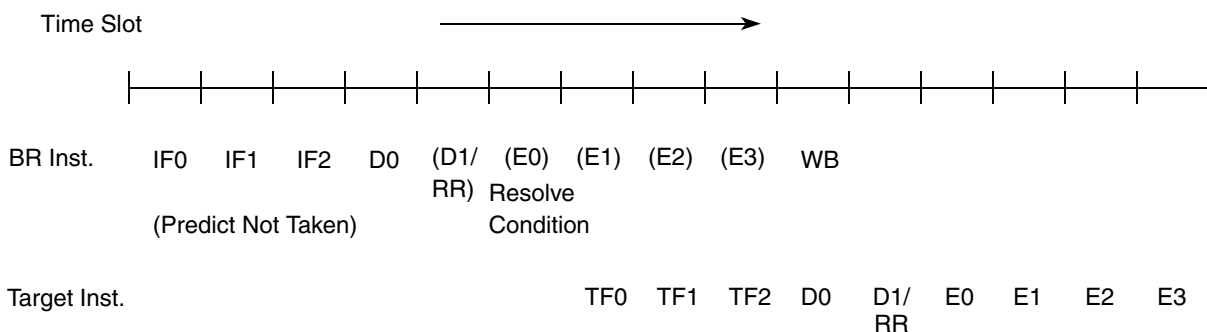 Time Slot
BR Inst. IF0 IF1 IF2 D0 (D1/ (E0) (E1) (E2) (E3) WB
RR) Resolve
(Predict Not Taken) Condition
Target Inst. TF0 TF1 TF2 D0 D1/ E0 E1 E2 E3
RR